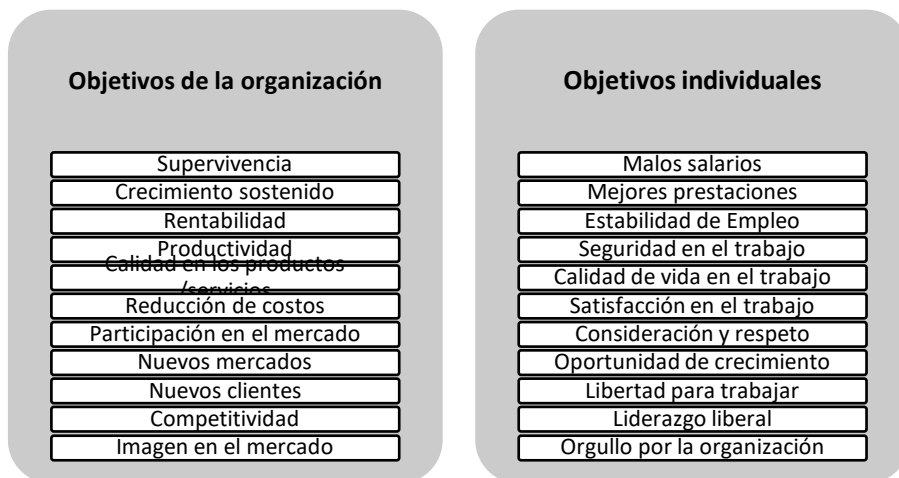 Objetivos de la organización
Supervivencia
Crecimiento sostenido
Rentabilidad
Productividad
Calidad en los productos
/servicios
Reducción de costos
Participación en el mercado
Nuevos mercados
Nuevos clientes
Competitividad
Imagen en el mercado
Objetivos individuales
Malos salarios
Mejores prestaciones
Estabilidad de Empleo
Seguridad en el trabajo
Calidad de vida en el trabajo
Satisfacción en el trabajo
Consideración y respeto
Oportunidad de crecimiento
Libertad para trabajar
Liderazgo liberal
Orgullo por la organización